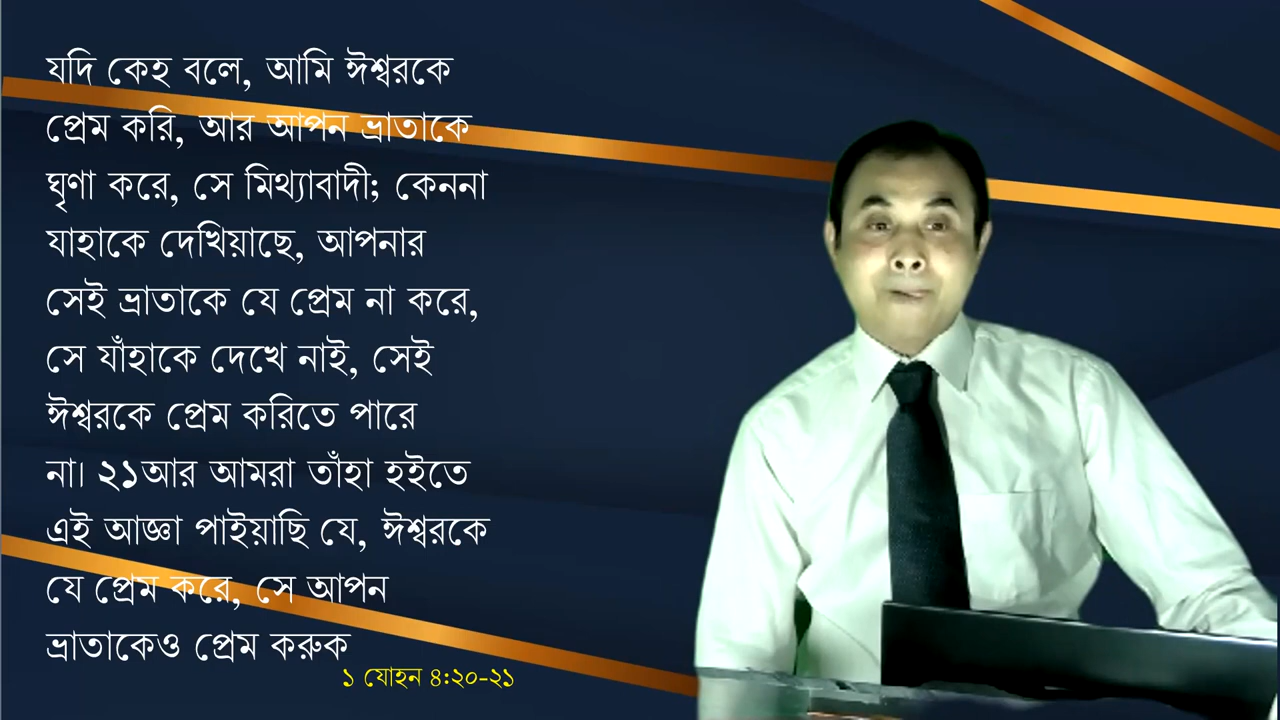 যদি কেহ বলে, আমি ঈশ্বরকে
প্রেম করি, আর আপন ভ্রাতাকে
ঘৃণা করে, সে মিথ্যাবাদী; কেননা
যাহাকে দেখিয়াছে, আপনার
সেই ভ্রাতাকে যে প্রেম না করে,
সে যাঁহাকে দেখে নাই, সেই
ঈশ্বরকে প্রেম করিতে পারে
না। ২১আর আমরা তাঁহা হইতে
এই আজ্ঞা পাইয়াছি যে, ঈশ্বরকে
যে প্রেম করে, সে আপন
ভ্রাতাকেও প্রেম করুক
১ যোহন ৪:২০-২১